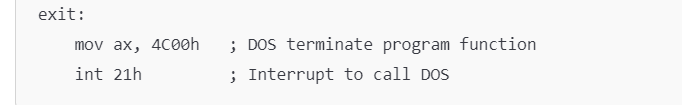 exit:
    mov ax, 4C00h   ; DOS terminate program function
    int 21h         ; Interrupt to call DOS